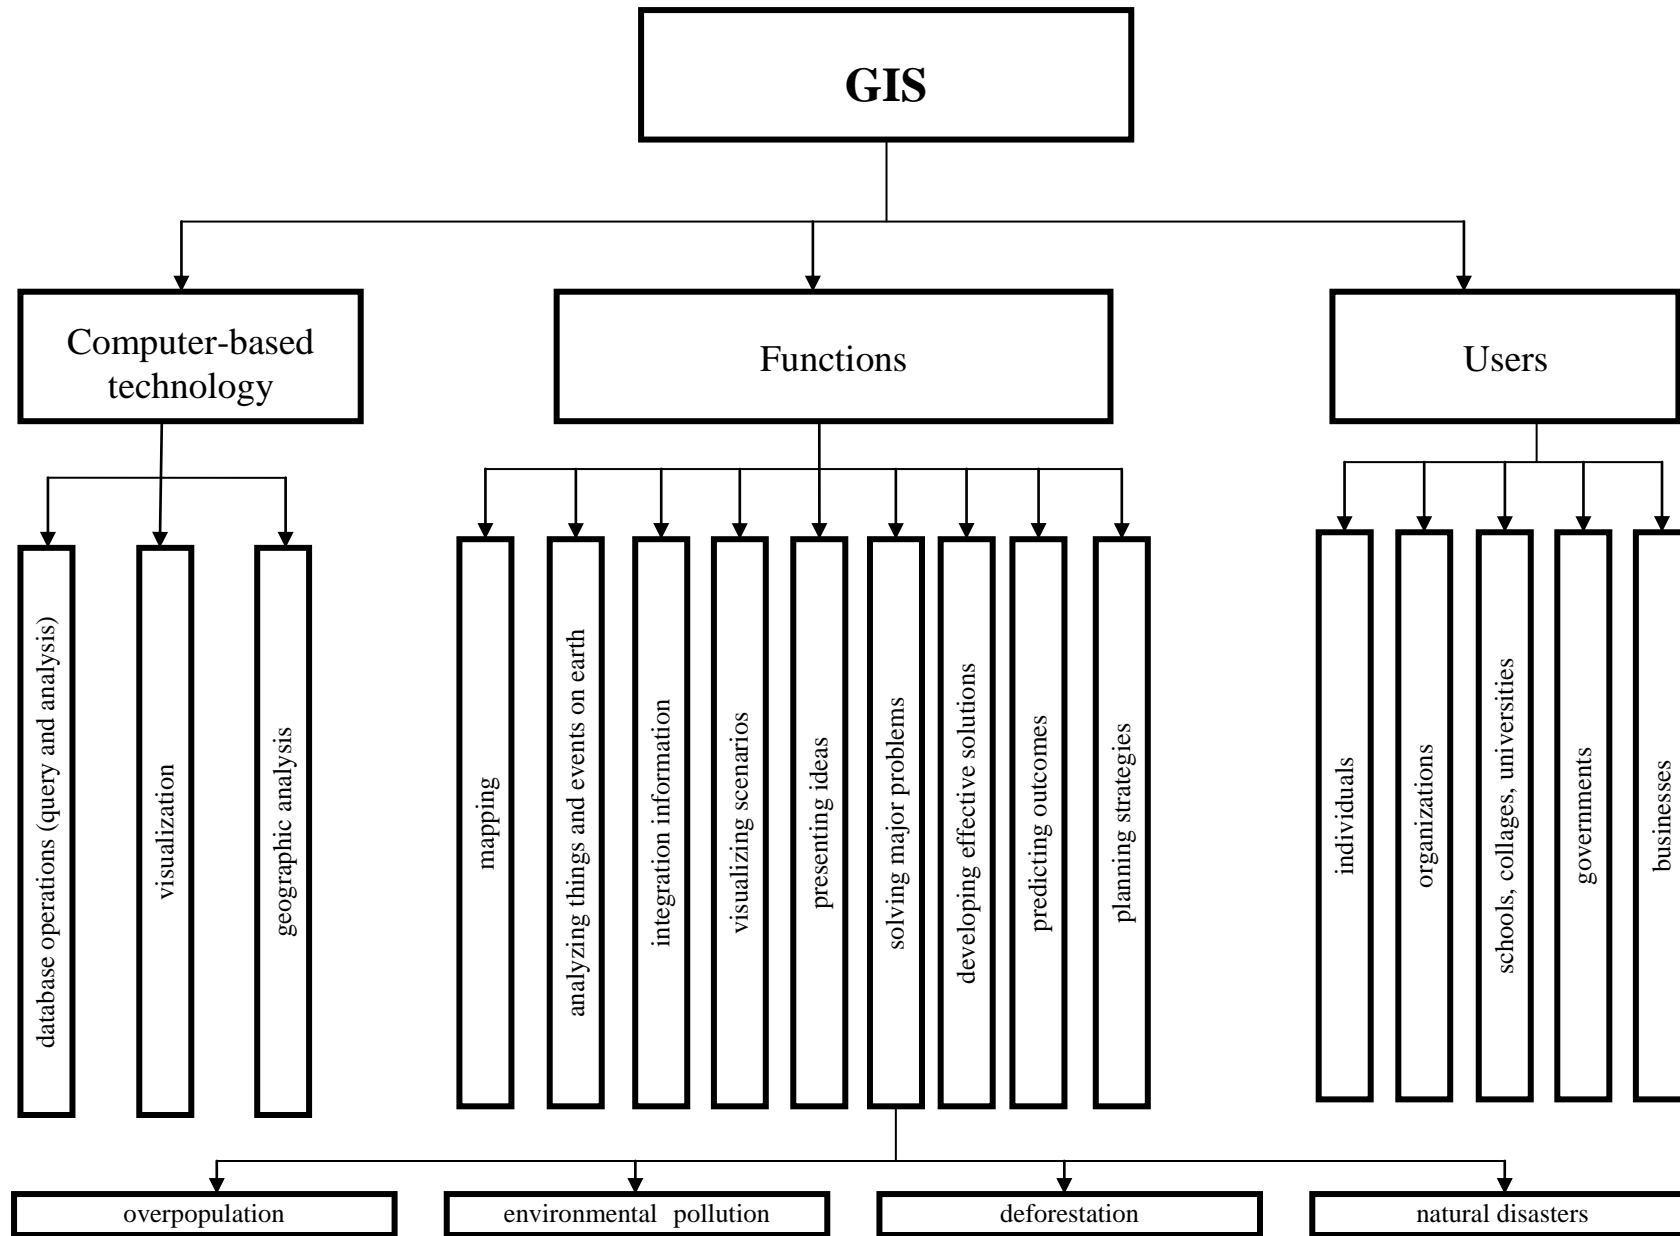 GIS
Computer-based
technology
Functions
Users
database operations (query and analysis)
visualization
geographic analysis
mapping
analyzing things and events on earth
integration information
visualizing scenarios
presenting ideas
solving major problems
developing effective solutions
predicting outcomes
planning strategies
individuals
organizations
schools, collages, universities
goverments
businesses
overpopulation
environmental pollution
deforestation
natural disasters